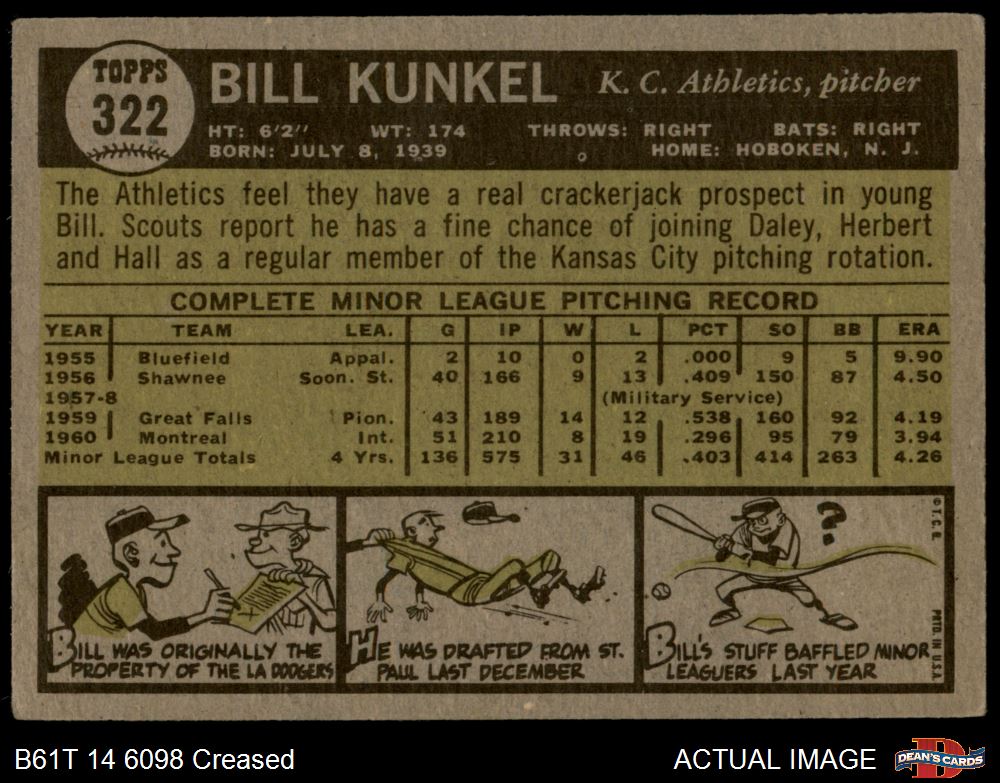 TOPPS
322
BILL KUNKEL K. C. Athletics, pitcher
HT: 6'2" WT: 174 THROWS: RIGHT BATS: RIGHT
BORN: JULY 8, 1939 HOME: HOBOKEN, N. J.
The Athletics feel they have a real crackerjack prospect in young
Bill. Scouts report he has a fine chance of joining Daley, Herbert
and Hall as a regular member of the Kansas City pitching rotation.
COMPLETE MINOR LEAGUE PITCHING RECORD
YEAR TEAM LEA. G IP W L PCT SO BB ERA
1955 Bluefield Appal. 2 10 0 2 .000 9 5 9.90
1956 Shawnee Soon. St. 40 166 9 13 .409 150 87 4.50
1957-8 (Military Service)
1959 Great Falls Pion. 43 189 14 12 .538 160 92 4.19
1960 Montreal Int. 51 210 8 19 .296 95 79 3.94
Minor League Totals 4 Yrs. 136 575 31 46 .403 414 263 4.26
BILL WAS ORIGINALLY THE
PROPERTY OF THE LA DODGERS
HE WAS DRAFTED FROM ST.
PAUL LAST DECEMBER
?
BILL'S STUFF BAFFLED MINOR
LEAGUERS LAST YEAR
© T. C. G.
PRTD. IN U.S.A.
B61T 14 6098 Creased
ACTUAL IMAGE
D
DEAN'S CARDS